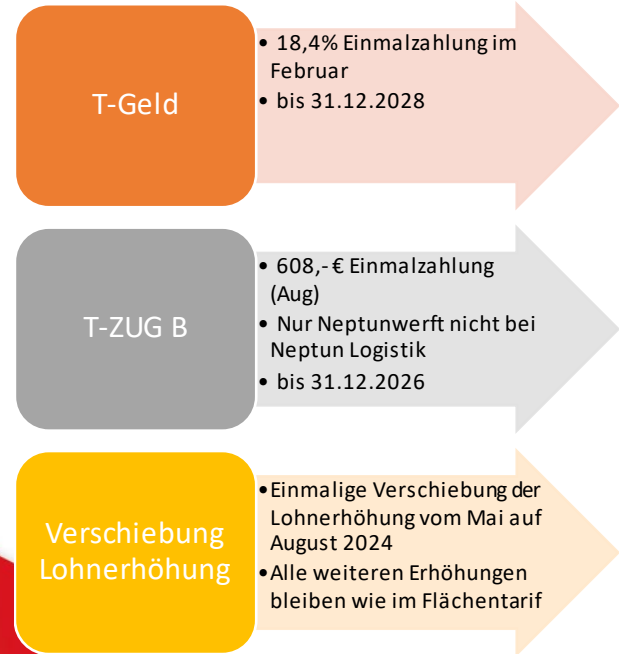 T-Geld
• 18,4% Einmalzahlung im
Februar
• bis 31.12.2028
T-ZUG B
• 608,- € Einmalzahlung
(Aug)
• Nur Neptunwerft nicht bei
Neptun Logistik
• bis 31.12.2026
Verschiebung
Lohnerhöhung
• Einmalige Verschiebung der
Lohnerhöhung vom Mai auf
August 2024
• Alle weiteren Erhöhungen
bleiben wie im Flächentarif